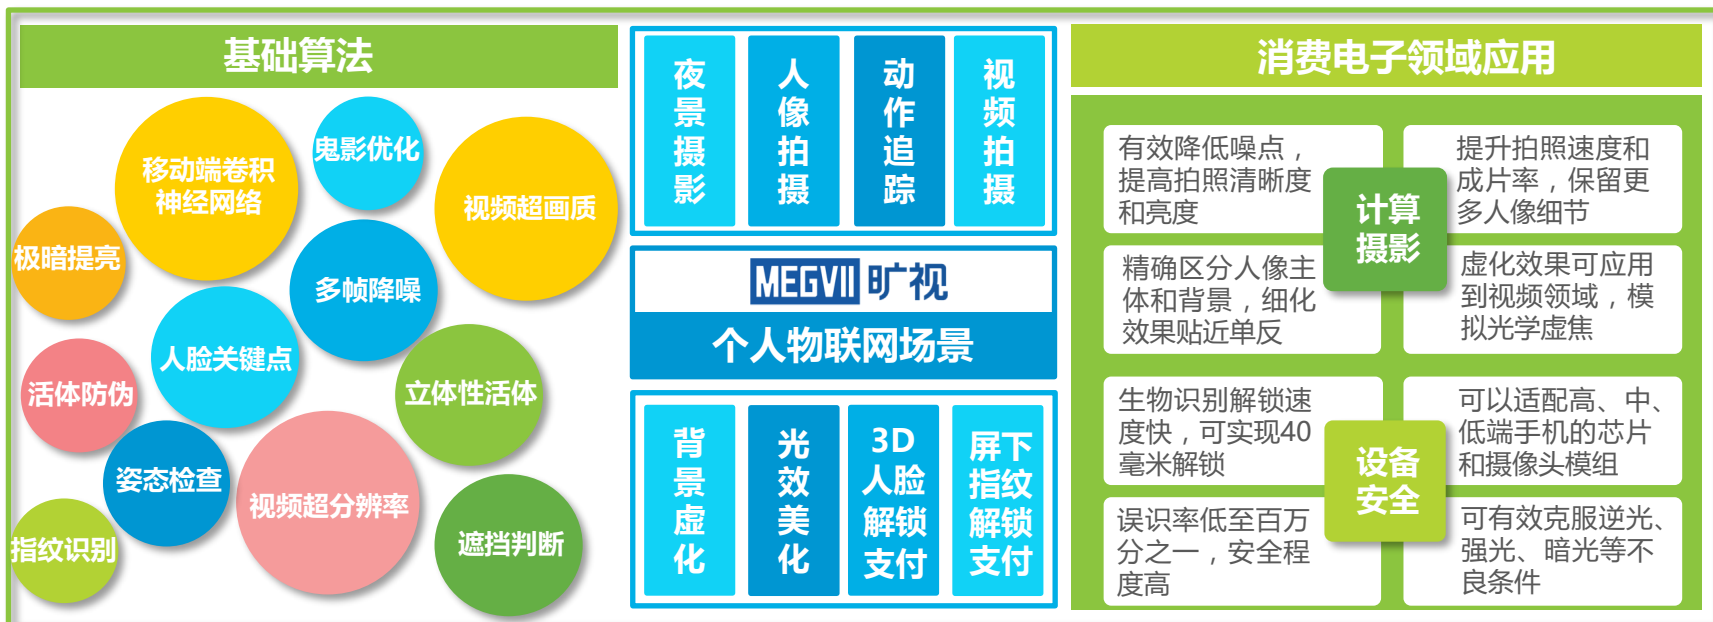 基础算法
移动端卷积
神经网络
鬼影优化
视频超画质
极暗提亮
多帧降噪
人脸关键点
活体防伪
立体性活体
姿态检查
视频超分辨率
指纹识别
遮挡判断
夜景摄影
人像拍摄
动作追踪
视频拍摄
MEGVII 旷视
个人物联网场景
背景虚化
光效美化
3D
人脸
解锁
支付
屏下
指纹
解锁
支付
消费电子领域应用
有效降低噪点，
提高拍照清晰度
和亮度
提升拍照速度和
成片率，保留更
多人像细节
计算
摄影
精确区分人像主
体和背景，细化
效果贴近单反
虚化效果可应用
到视频领域，模
拟光学虚焦
生物识别解锁速
度快，可实现40
毫米解锁
可以适配高、中、
低端手机的芯片
和摄像头模组
设备
安全
误识率低至百万
分之一，安全程
度高
可有效克服逆光、
强光、暗光等不
良条件